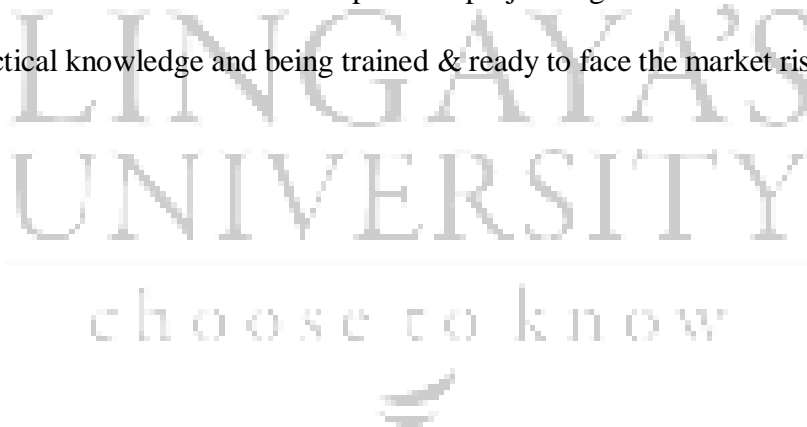 ctical knowledge and being trained & ready to face the market ris
LINGAYA'S
UNIVERSITY
choose to know